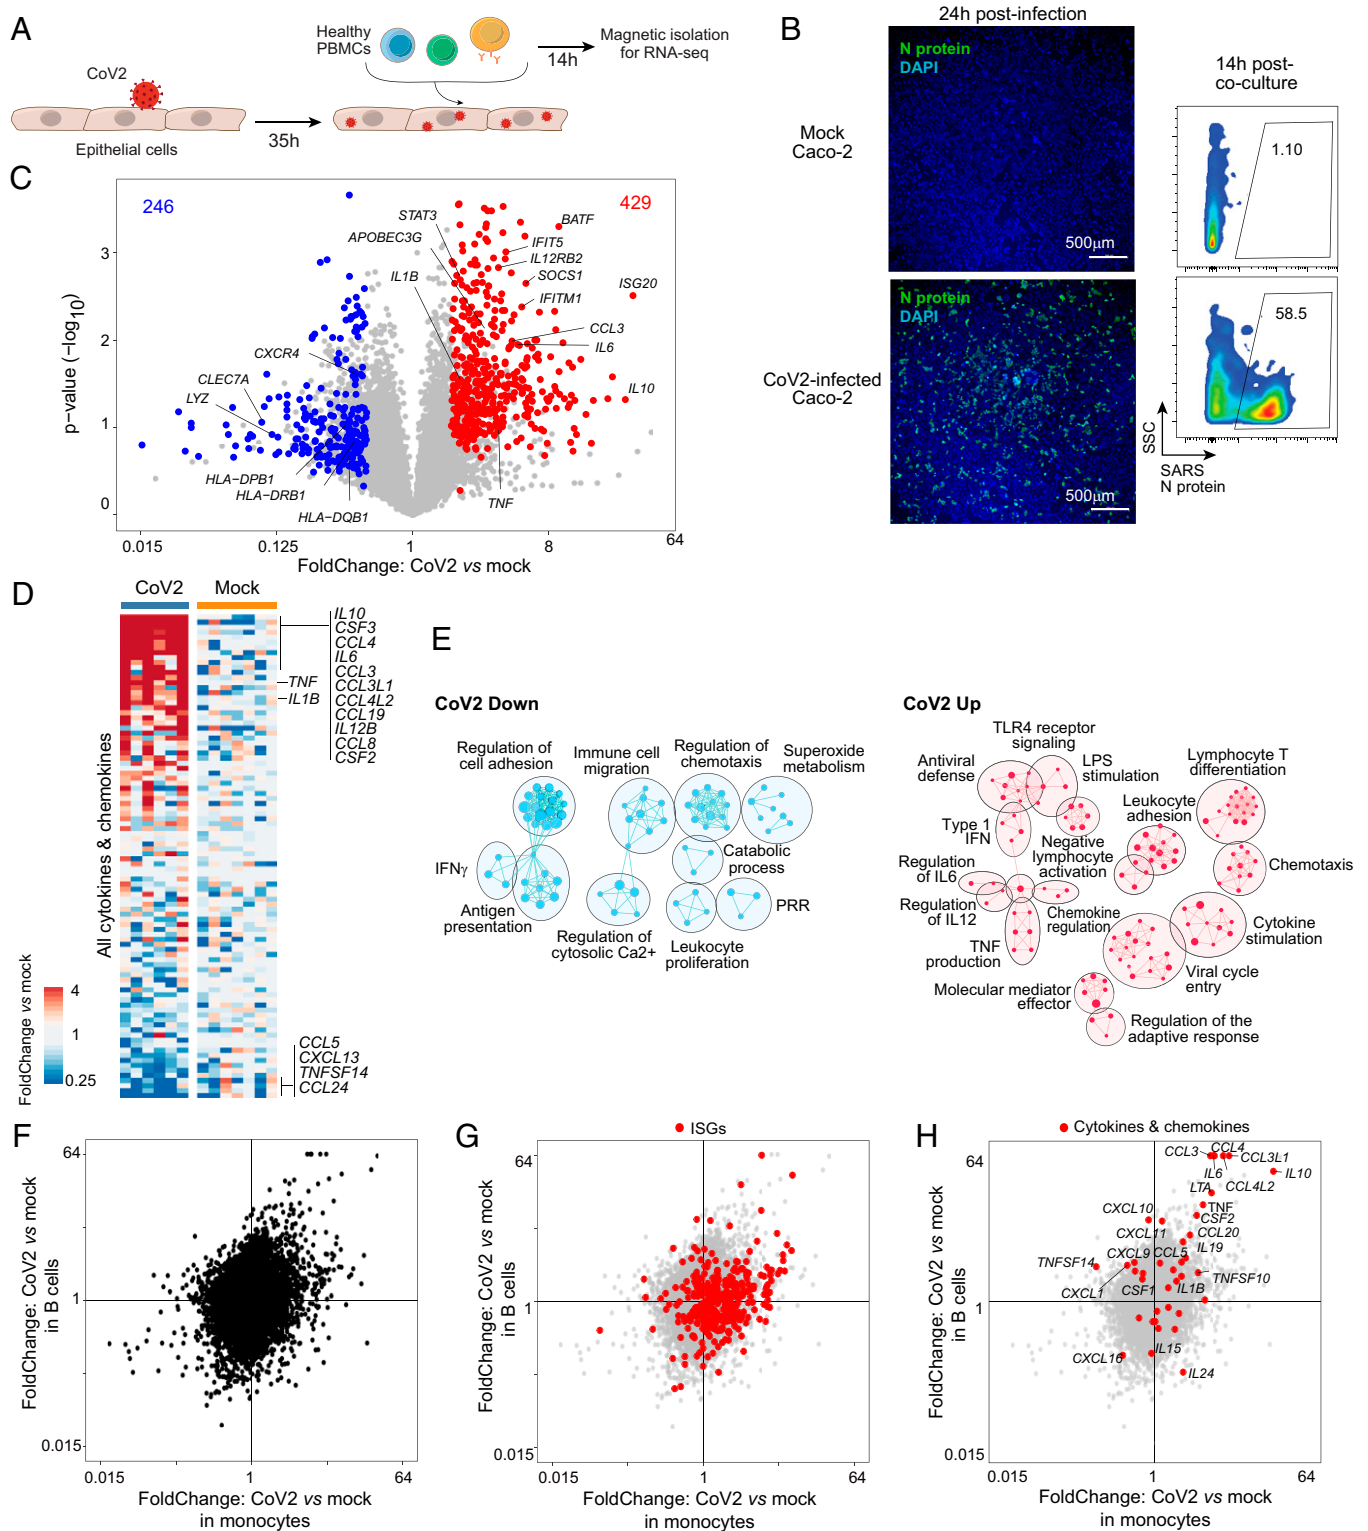 A
CoV2
Epithelial cells
35h
Healthy
PBMCs
14h
Magnetic isolation
for RNA-seq
B
24h post-infection
14h post-
co-culture
Mock
Caco-2
N protein
DAPI
500µm
1.10
CoV2-infected
Caco-2
N protein
DAPI
500µm
58.5
SSC
SARS
N protein
C
246
429
STAT3
APOBEC3G
IL1B
BATF
IFIT5
IL12RB2
SOCS1
ISG20
IFITM1
CCL3
IL6
IL10
CXCR4
CLEC7A
LYZ
HLA−DPB1
HLA−DRB1
HLA−DQB1
TNF
p−value (−log10)
3
2
1
0
0.015
0.125
1
8
64
FoldChange: CoV2 vs mock
D
CoV2
Mock
All cytokines & chemokines
IL10
CSF3
CCL4
IL6
CCL3
CCL3L1
CCL4L2
CCL19
IL12B
CCL8
CSF2
TNF
IL1B
CCL5
CXCL13
TNFSF14
CCL24
FoldChange vs mock
4
1
0.25
E
CoV2 Down
Regulation of
cell adhesion
Immune cell
migration
Regulation of
chemotaxis
Superoxide
metabolism
IFNγ
Antigen
presentation
Regulation of
cytosolic Ca2+
Catabolic
process
PRR
Leukocyte
proliferation
CoV2 Up
TLR4 receptor
signaling
Antiviral
defense
LPS
stimulation
Lymphocyte T
differentiation
Type 1
IFN
Leukocyte
adhesion
Negative
lymphocyte
activation
Regulation
of IL6
Chemotaxis
Regulation
of IL12
Chemokine
regulation
TNF
production
Cytokine
stimulation
Viral cycle
entry
Molecular mediator
effector
Regulation of the
adaptive response
F
64
1
0.015
0.015
1
64
FoldChange: CoV2 vs mock
in B cells
FoldChange: CoV2 vs mock
in monocytes
G
ISGs
64
1
0.015
0.015
1
64
FoldChange: CoV2 vs mock
in B cells
FoldChange: CoV2 vs mock
in monocytes
H
Cytokines & chemokines
64
1
0.015
0.015
1
64
CCL3
CCL4
CCL3L1
IL6
IL10
CCL4L2
LTA
TNF
CXCL10
CSF2
CXCL11
CCL20
IL19
CXCL9
CCL5
TNFSF14
TNFSF10
CXCL1
CSF1
IL1B
IL15
CXCL16
IL24
FoldChange: CoV2 vs mock
in B cells
FoldChange: CoV2 vs mock
in monocytes